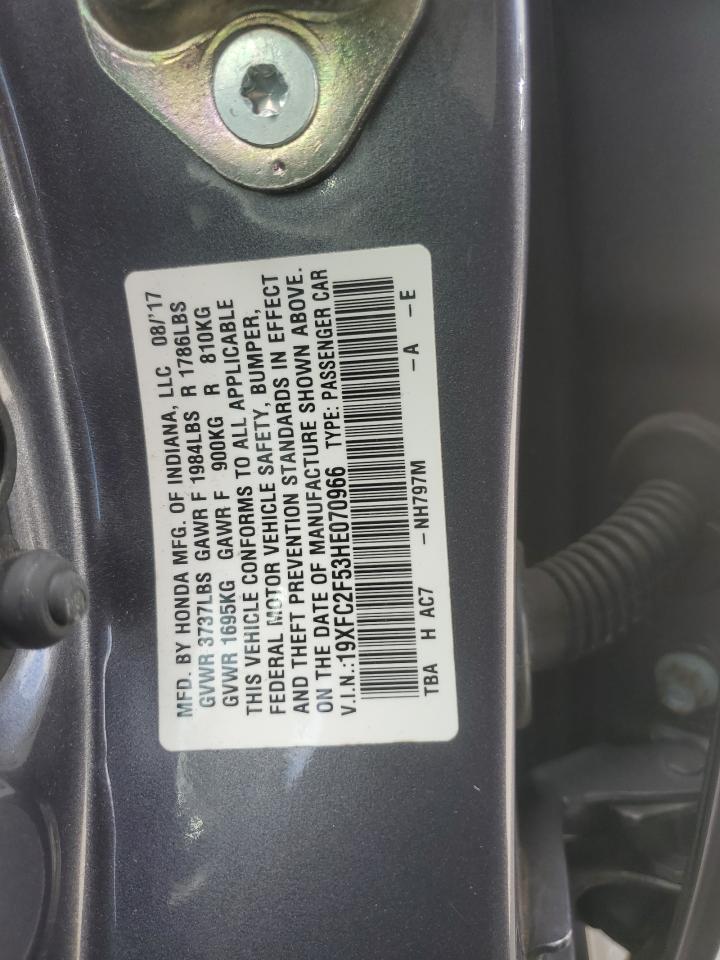 MFD. BY HONDA MFG. OF INDIANA, LLC 08/'17
GVWR 3737LBS GAWR F 1984LBS R 1786LBS
GVWR 1695KG GAWR F 900KG R 810KG
THIS VEHICLE CONFORMS TO ALL APPLICABLE
FEDERAL MOTOR VEHICLE SAFETY, BUMPER,
AND THEFT PREVENTION STANDARDS IN EFFECT
ON THE DATE OF MANUFACTURE SHOWN ABOVE.
V.I.N.:19XFC2F53HE070966 TYPE: PASSENGER CAR
TBA H AC7 -NH797M -A -E